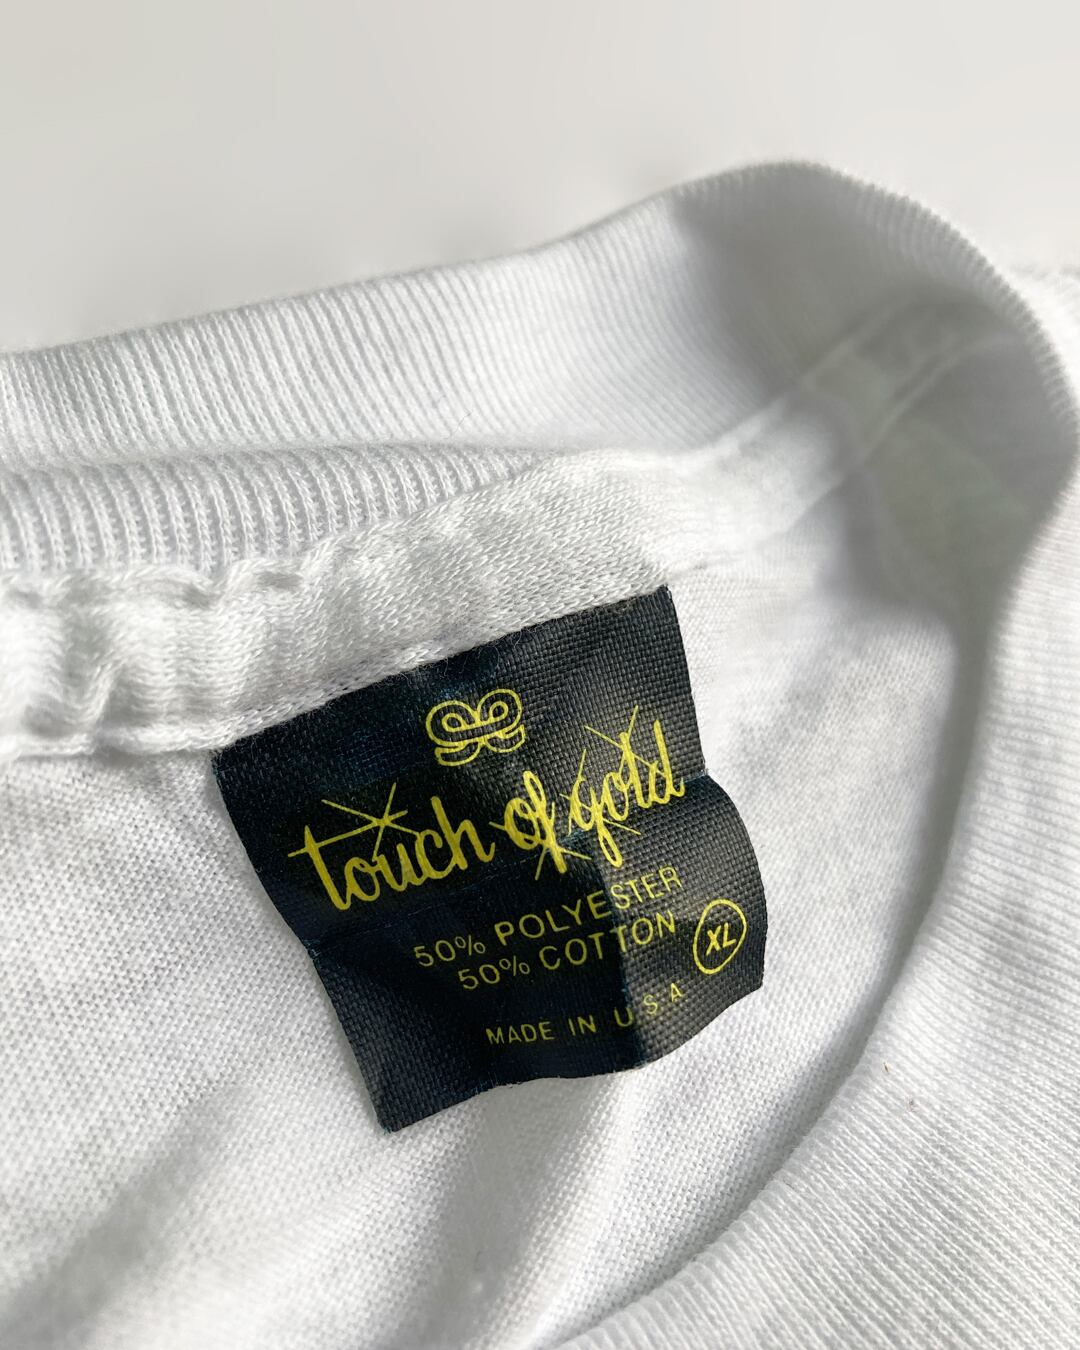 touch of gold
50% POLYESTER
50% COTTON
XL
MADE IN U.S.A.